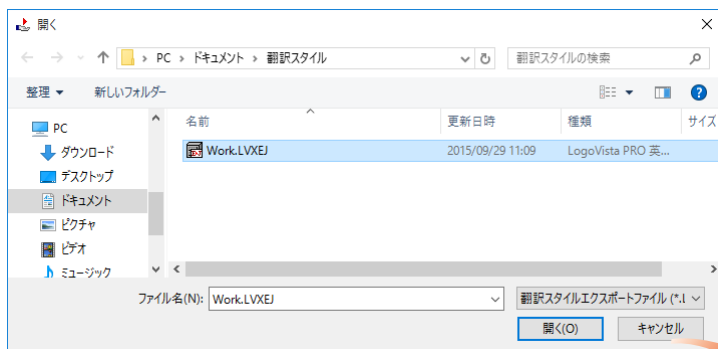 開く
PC › ドキュメント › 翻訳スタイル
翻訳スタイルの検索
整理 新しいフォルダー
名前 更新日時 種類 サイズ
PC
ダウンロード
デスクトップ
ドキュメント
ピクチャ
ビデオ
ミュージック
Work.LVXEJ 2015/09/29 11:09 LogoVista PRO 英...
ファイル名(N): Work.LVXEJ
翻訳スタイルエクスポートファイル (*.L
開く(O) キャンセル